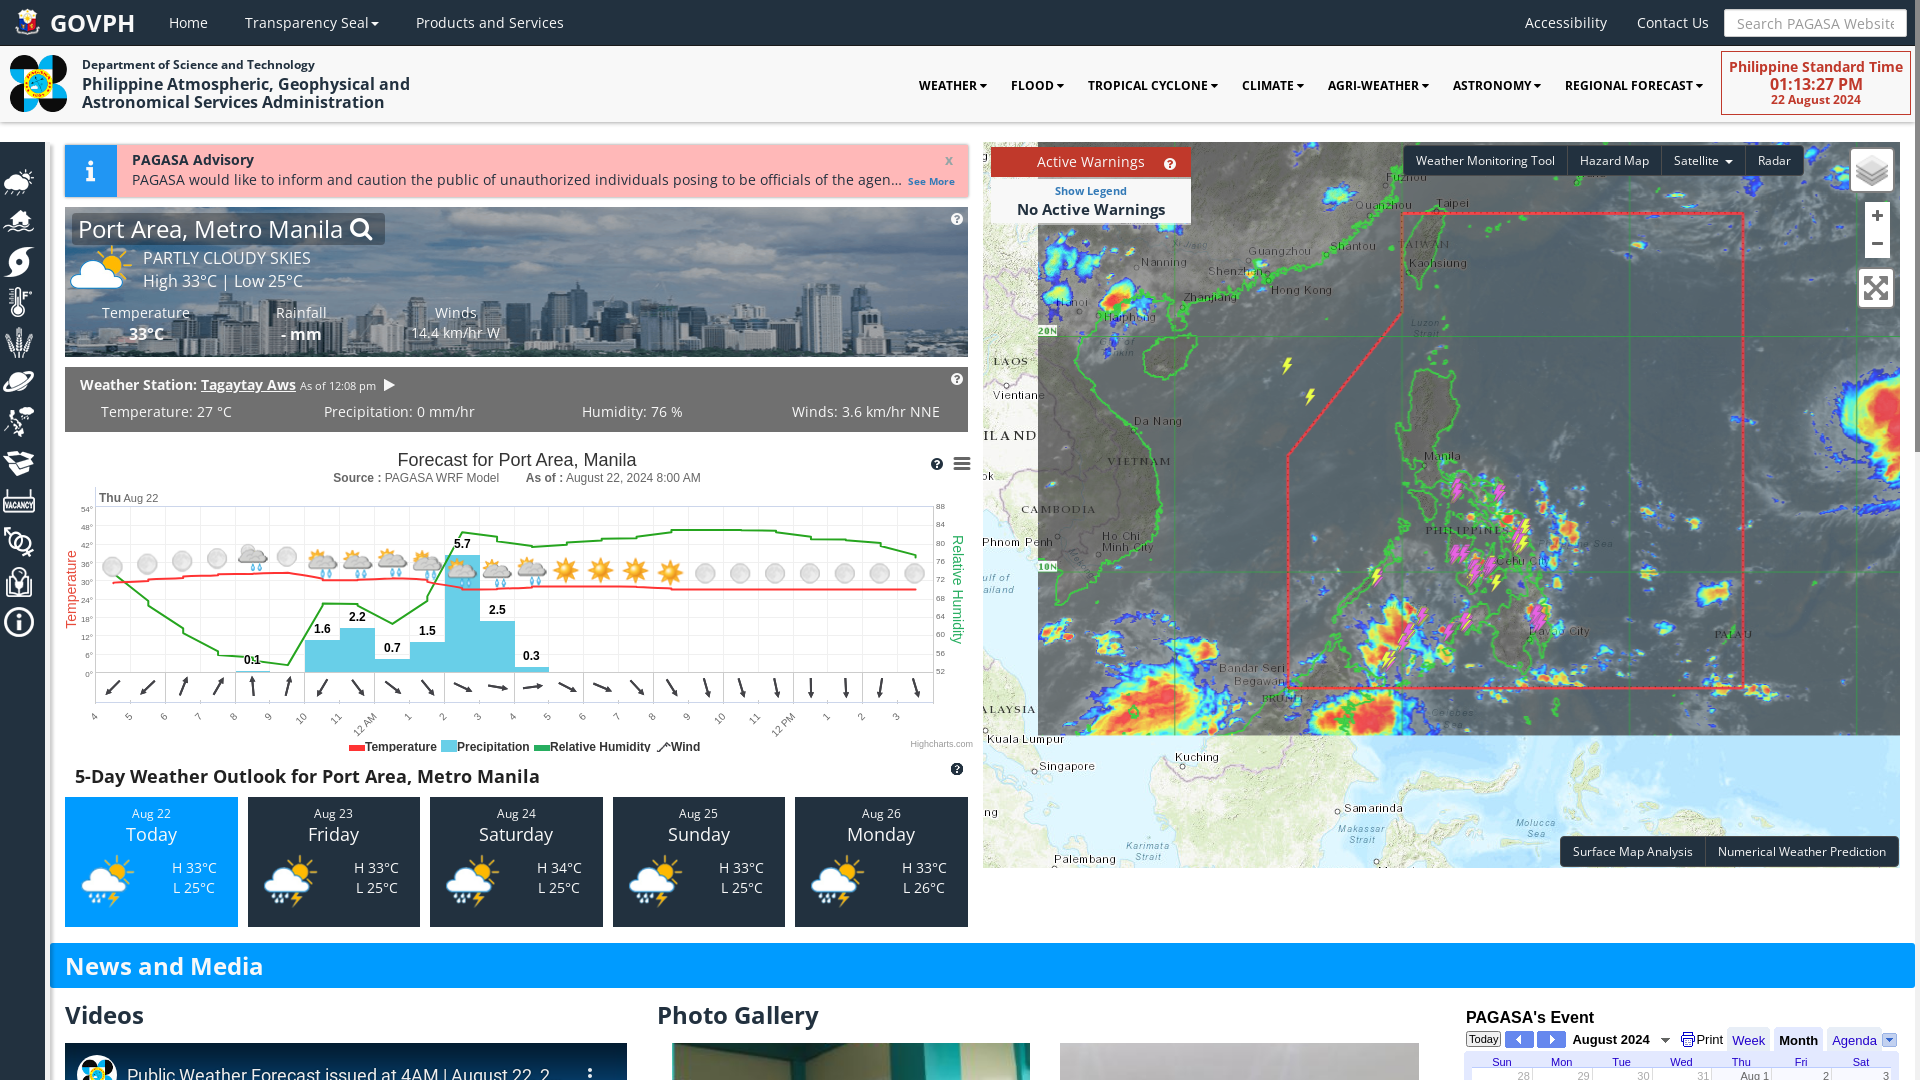 GOVPH
Home
Transparency Seal
Products and Services
Accessibility
Contact Us
Search PAGASA Website
Department of Science and Technology
Philippine Atmospheric, Geophysical and
Astronomical Services Administration
WEATHER
FLOOD
TROPICAL CYCLONE
CLIMATE
AGRI-WEATHER
ASTRONOMY
REGIONAL FORECAST
Philippine Standard Time
01:13:27 PM
22 August 2024
PAGASA Advisory
x
PAGASA would like to inform and caution the public of unauthorized individuals posing to be officials of the agen... See More
Port Area, Metro Manila
PARTLY CLOUDY SKIES
High 33°C | Low 25°C
Temperature
33°C
Rainfall
- mm
Winds
14.4 km/hr W
Weather Station: Tagaytay Aws As of 12:08 pm
Temperature: 27 °C
Precipitation: 0 mm/hr
Humidity: 76 %
Winds: 3.6 km/hr NNE
Forecast for Port Area, Manila
Source : PAGASA WRF Model As of : August 22, 2024 8:00 AM
Thu Aug 22
Temperature
54°
48°
42°
36°
30°
24°
18°
12°
6°
0°
0.1
1.6
2.2
0.7
1.5
5.7
2.5
0.3
88
84
80
76
72
68
64
60
56
52
Relative Humidity
4 5 6 7 8 9 10 11 12 AM 1 2 3 4 5 6 7 8 9 10 11 12 PM 1 2 3
Temperature Precipitation Relative Humidity Wind
Highcharts.com
5-Day Weather Outlook for Port Area, Metro Manila
Aug 22
Today
H 33°C
L 25°C
Aug 23
Friday
H 33°C
L 25°C
Aug 24
Saturday
H 34°C
L 25°C
Aug 25
Sunday
H 33°C
L 25°C
Aug 26
Monday
H 33°C
L 26°C
Active Warnings
Show Legend
No Active Warnings
Weather Monitoring Tool
Hazard Map
Satellite
Radar
+
−
Fuzhou
Quanzhou
Taipei
TAIWAN
Kaohsiung
Guangzhou
Shantou
Nanning
Shenzhen
Hong Kong
Zhanjiang
Hanoi
Haiphong
20N
Luzon
Strait
LAOS
Vientiane
Da Nang
ILAND
VIETNAM
Manila
CAMBODIA
PHILIPPINES
Phnom Penh
Ho Chi
Minh City
Cebu City
10N
ulf of
ailand
Davao City
PALAU
Bandar Seri
Begawan
BRUNEI
ALAYSIA
Celebes
Sea
Kuala Lumpur
Kuching
Singapore
Samarinda
Makassar
Strait
Molucca
Sea
Karimata
Strait
Palembang
Surface Map Analysis
Numerical Weather Prediction
VACANCY
News and Media
Videos
Public Weather Forecast issued at 4AM | August 22, 2
Photo Gallery
PAGASA's Event
Today
August 2024
Print
Week
Month
Agenda
Sun Mon Tue Wed Thu Fri Sat
28 29 30 31 Aug 1 2 3